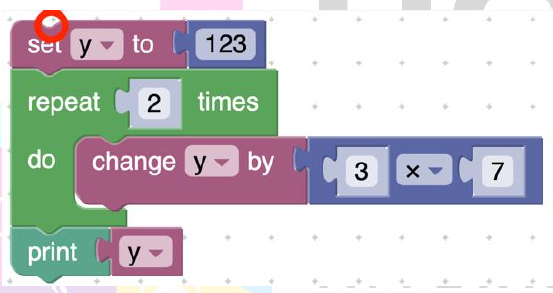 set y to 123
repeat 2 times
do change y by 3 × 7
print y